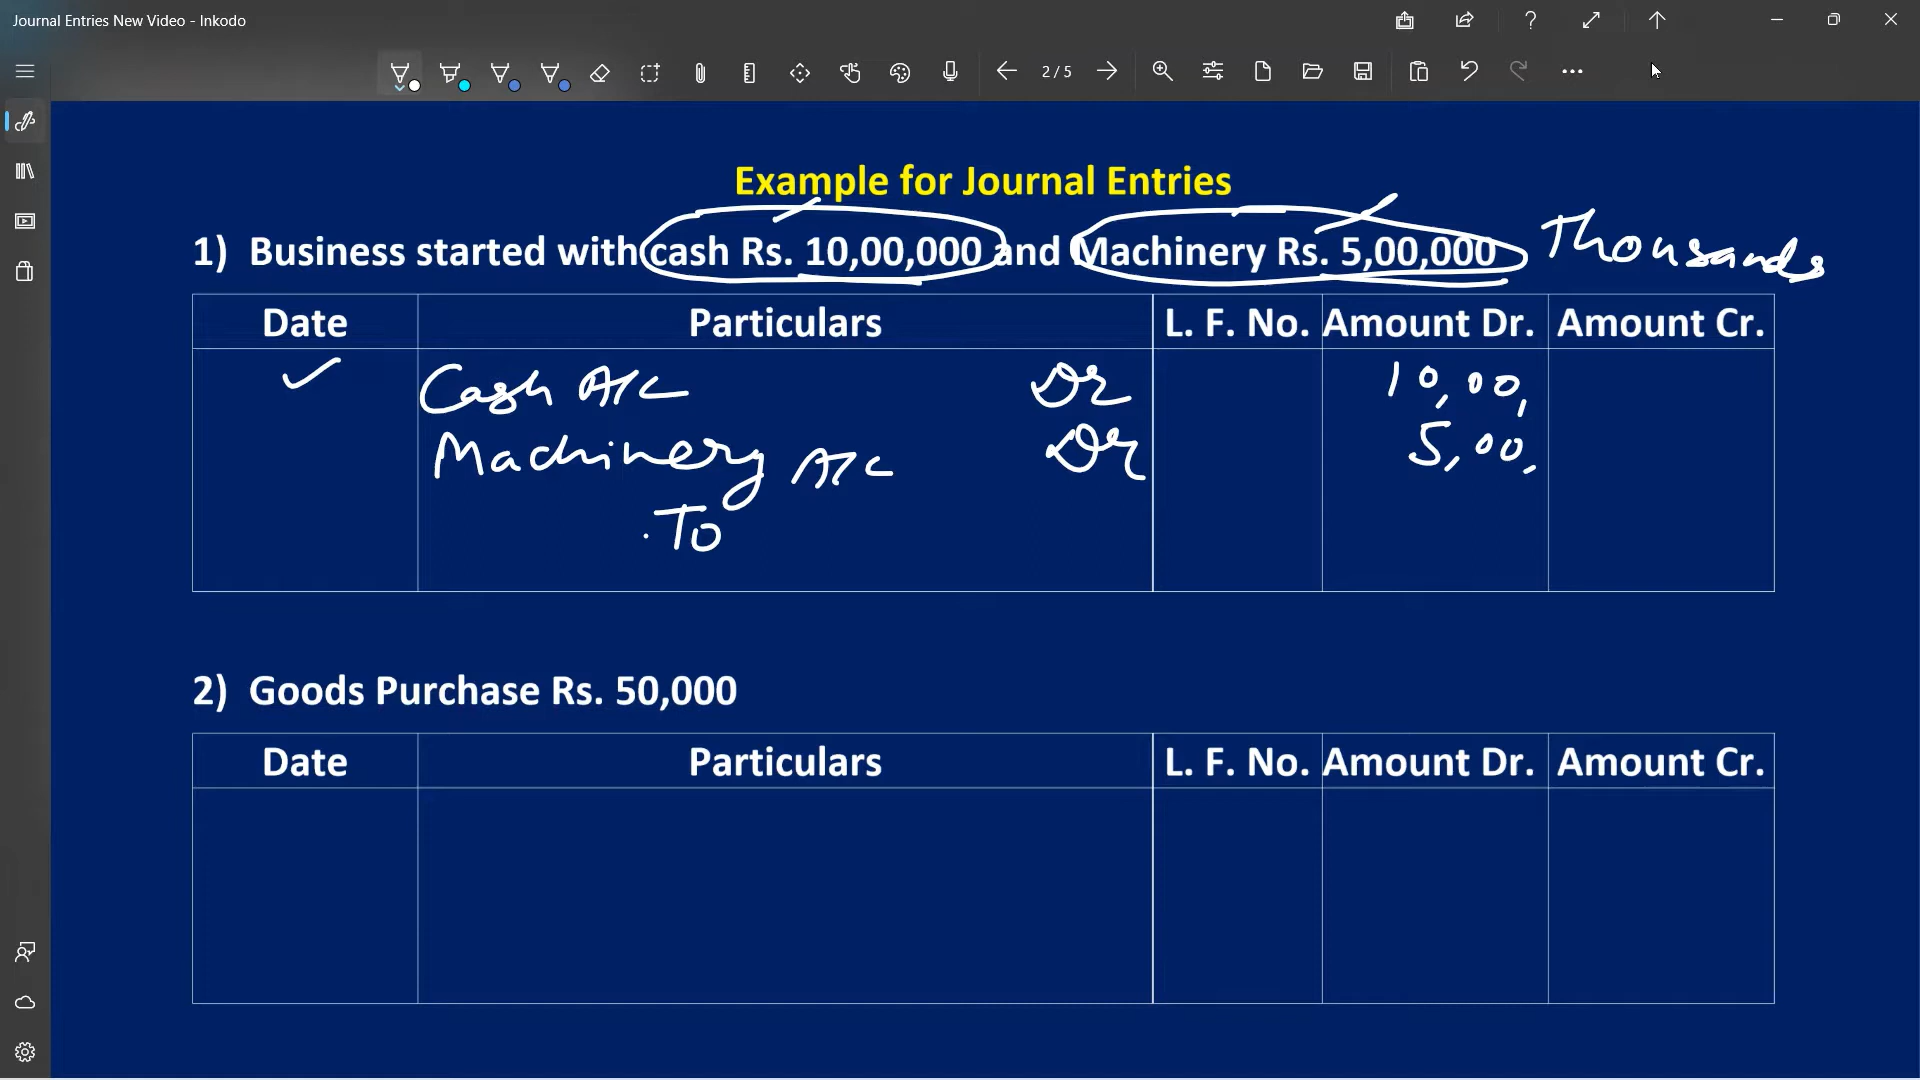 Journal Entries New Video - Inkodo
2/5
Example for Journal Entries
1) Business started with cash Rs. 10,00,000 and Machinery Rs. 5,00,000 Thousands
Date Particulars L. F. No. Amount Dr. Amount Cr.
Cash A/c Dr 10,00,
Machinery A/c Dr 5,00,
To
2) Goods Purchase Rs. 50,000
Date Particulars L. F. No. Amount Dr. Amount Cr.